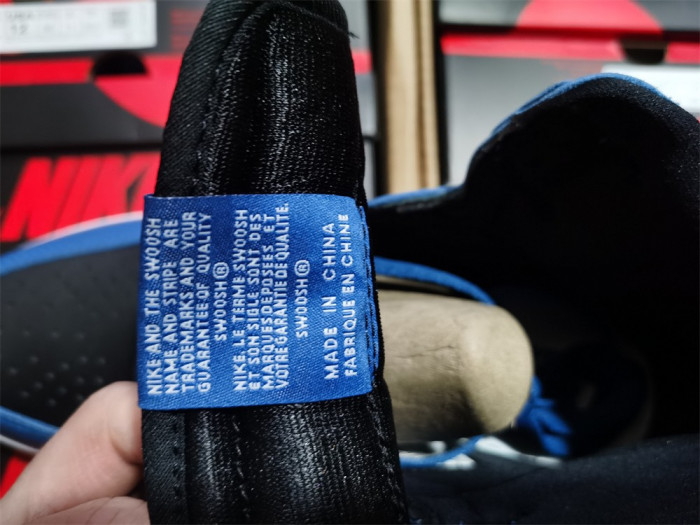 NIKE
NIKE AND THE SWOOSH
NAME AND STRIPE ARE
TRADEMARKS AND YOUR
GUARANTEE OF QUALITY
SWOOSH®
NIKE. LE TERME SWOOSH
ET SON SIGLE SONT DES
MARQUES DEPOSEES. ET
VOTRE GARANT DE QUALITE.
SWOOSH®
MADE IN CHINA
FABRIQUE EN CHINE